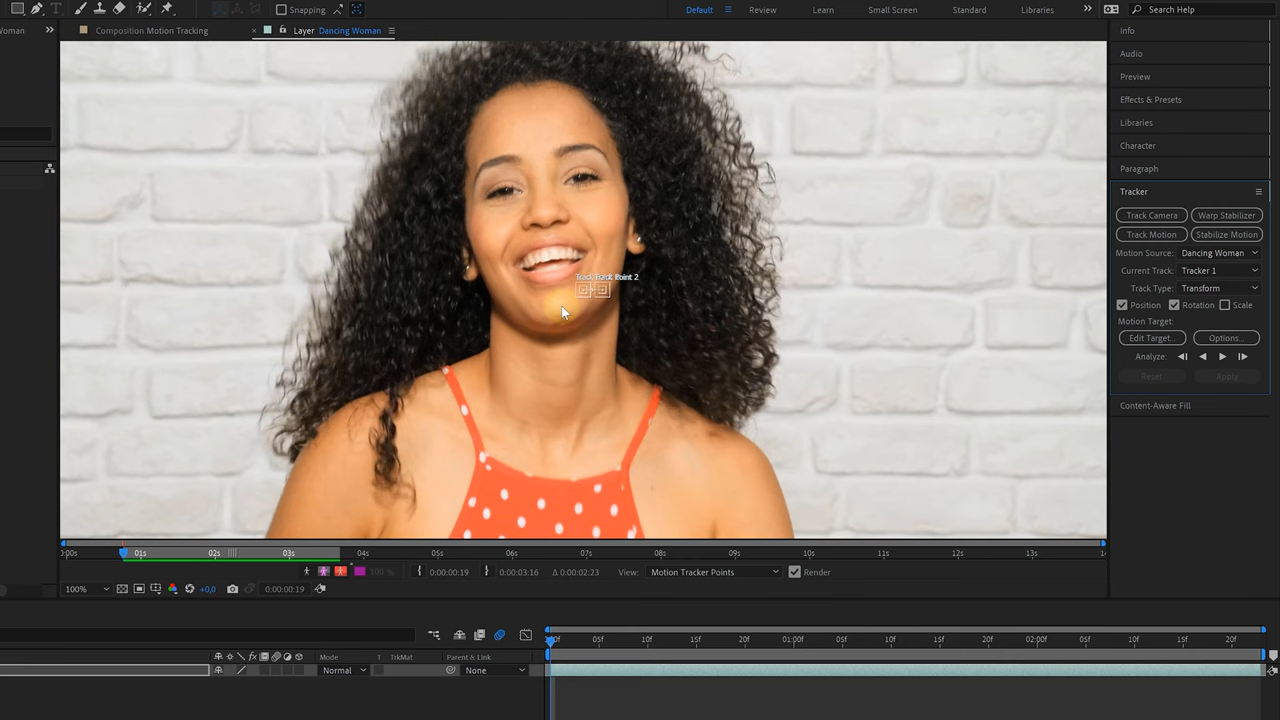 Snapping
Default
Review
Learn
Small Screen
Standard
Libraries
Search Help
Woman
Composition Motion Tracking
Layer Dancing Woman
Info
Audio
Preview
Effects & Presets
Libraries
Character
Paragraph
Tracker
Track Camera
Warp Stabilizer
Track Motion
Stabilize Motion
Motion Source: Dancing Woman
Current Track: Tracker 1
Track Type: Transform
Position
Rotation
Scale
Motion Target:
Edit Target...
Options...
Analyze:
Reset
Apply
Content-Aware Fill
Track Point 2
:00s 01s 02s 03s 04s 05s 06s 07s 08s 09s 10s 11s 12s 13s
100 %
0:00:00:19
0:00:03:16
Δ 0:00:02:23
View: Motion Tracker Points
Render
100%
+0,0
0:00:00:19
05f 10f 15f 20f 01:00f 05f 10f 15f 20f 02:00f 05f 10f 15f 20f
fx
Mode
T
TrkMat
Parent & Link
Normal
None